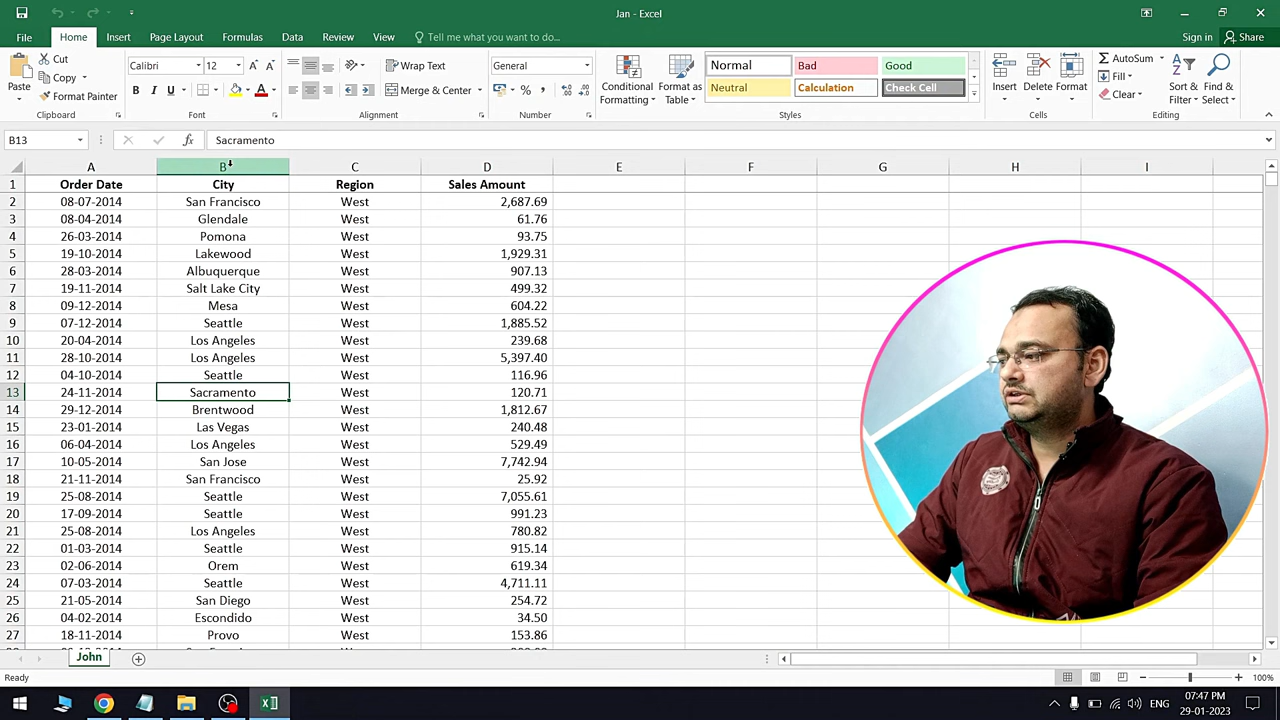 Jan - Excel
File Home Insert Page Layout Formulas Data Review View Tell me what you want to do... Sign in Share
Paste Cut Copy Format Painter Clipboard
Calibri 12 A A B I U A Font
Wrap Text Merge & Center Alignment
General % , Number
Conditional Formatting Format as Table Normal Bad Good Neutral Calculation Check Cell Styles
Insert Delete Format Cells
AutoSum Fill Clear Sort & Filter Find & Select Editing
B13 fx Sacramento
A B C D E F G H I
1 Order Date City Region Sales Amount
2 08-07-2014 San Francisco West 2,687.69
3 08-04-2014 Glendale West 61.76
4 26-03-2014 Pomona West 93.75
5 19-10-2014 Lakewood West 1,929.31
6 28-03-2014 Albuquerque West 907.13
7 19-11-2014 Salt Lake City West 499.32
8 09-12-2014 Mesa West 604.22
9 07-12-2014 Seattle West 1,885.52
10 20-04-2014 Los Angeles West 239.68
11 28-10-2014 Los Angeles West 5,397.40
12 04-10-2014 Seattle West 116.96
13 24-11-2014 Sacramento West 120.71
14 29-12-2014 Brentwood West 1,812.67
15 23-01-2014 Las Vegas West 240.48
16 06-04-2014 Los Angeles West 529.49
17 10-05-2014 San Jose West 7,742.94
18 21-11-2014 San Francisco West 25.92
19 25-08-2014 Seattle West 7,055.61
20 17-09-2014 Seattle West 991.23
21 25-08-2014 Los Angeles West 780.82
22 01-03-2014 Seattle West 915.14
23 02-06-2014 Orem West 619.34
24 07-03-2014 Seattle West 4,711.11
25 21-05-2014 San Diego West 254.72
26 04-02-2014 Escondido West 34.50
27 18-11-2014 Provo West 153.86
John
Ready 100%
ENG 07:47 PM
29-01-2023